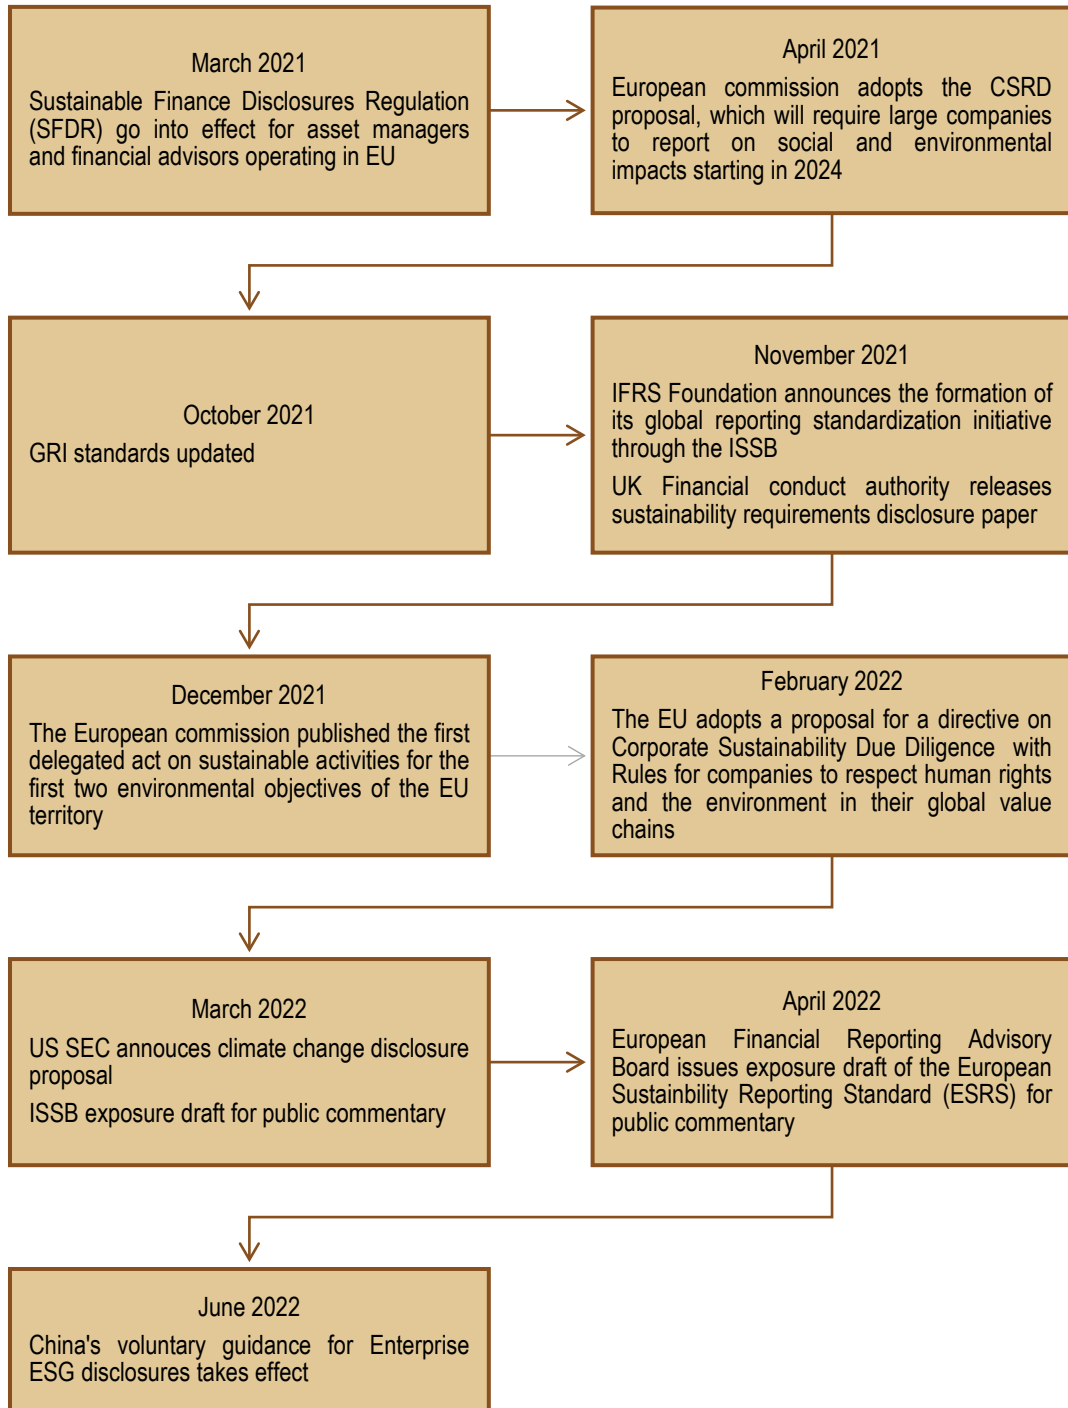 March 2021
Sustainable Finance Disclosures Regulation
(SFDR) go into effect for asset managers
and financial advisors operating in EU
April 2021
European commission adopts the CSRD
proposal, which will require large companies
to report on social and environmental
impacts starting in 2024
October 2021
GRI standards updated
November 2021
IFRS Foundation announces the formation of
its global reporting standardization initiative
through the ISSB
UK Financial conduct authority releases
sustainability requirements disclosure paper
December 2021
The European commission published the first
delegated act on sustainable activities for the
first two environmental objectives of the EU
territory
February 2022
The EU adopts a proposal for a directive on
Corporate Sustainability Due Diligence with
Rules for companies to respect human rights
and the environment in their global value
chains
March 2022
US SEC annouces climate change disclosure
proposal
ISSB exposure draft for public commentary
April 2022
European Financial Reporting Advisory
Board issues exposure draft of the European
Sustainbility Reporting Standard (ESRS) for
public commentary
June 2022
China's voluntary guidance for Enterprise
ESG disclosures takes effect